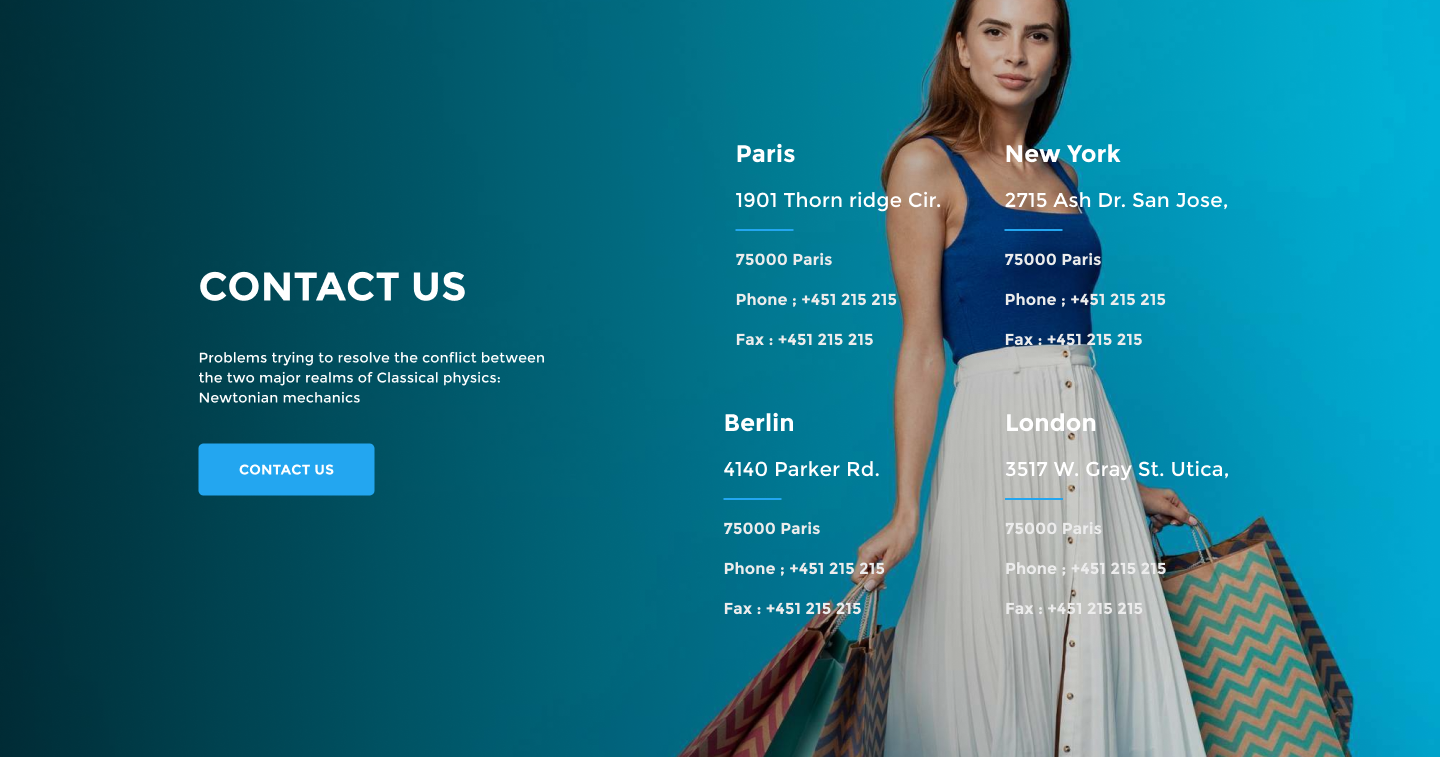 CONTACT US
Problems trying to resolve the conflict between
the two major realms of Classical physics:
Newtonian mechanics
CONTACT US
Paris
1901 Thorn ridge Cir.
75000 Paris
Phone ; +451 215 215
Fax : +451 215 215
New York
2715 Ash Dr. San Jose,
75000 Paris
Phone ; +451 215 215
Fax : +451 215 215
Berlin
4140 Parker Rd.
75000 Paris
Phone ; +451 215 215
Fax : +451 215 215
London
3517 W. Gray St. Utica,
75000 Paris
Phone ; +451 215 215
Fax : +451 215 215